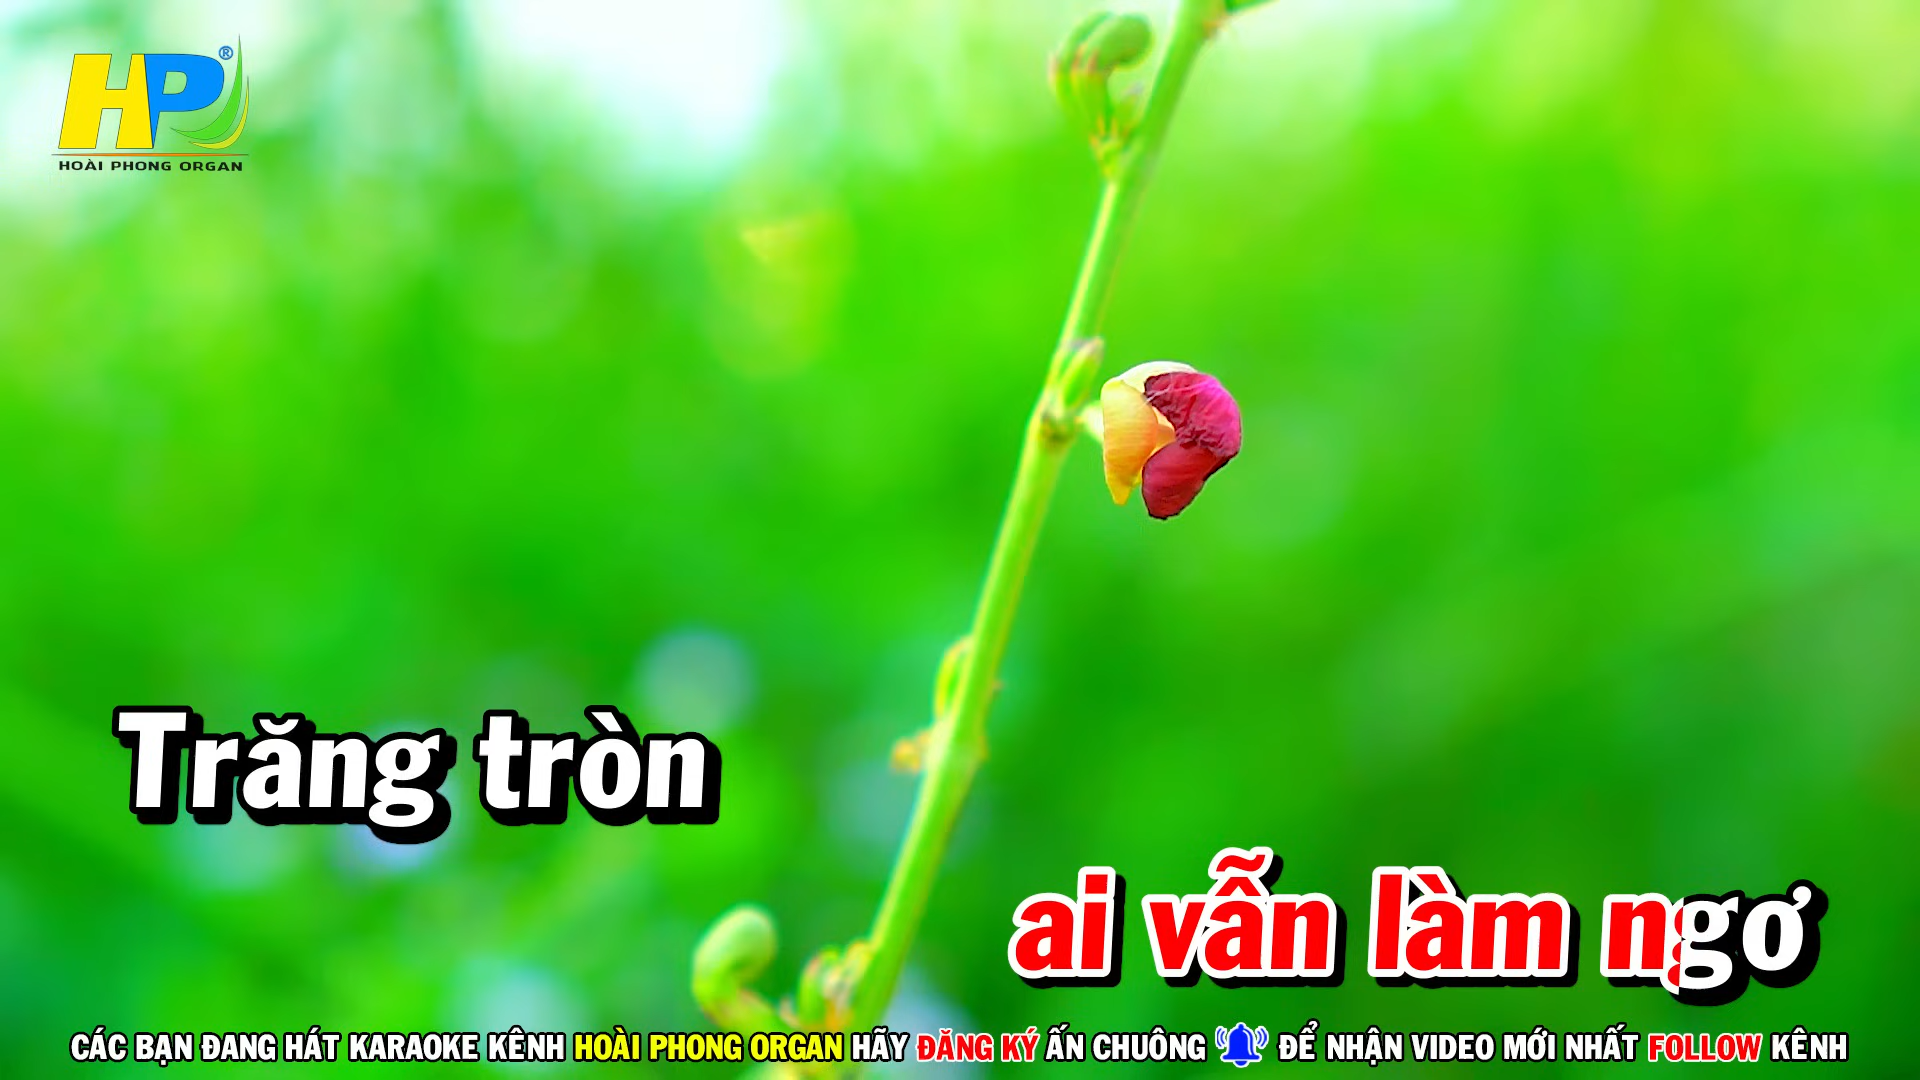 HP®
HOÀI PHONG ORGAN
Trăng tròn
ai vẫn làm ngơ
CÁC BẠN ĐANG HÁT KARAOKE KÊNH HOÀI PHONG ORGAN HÃY ĐĂNG KÝ ẤN CHUÔNG ĐỂ NHẬN VIDEO MỚI NHẤT FOLLOW KÊNH